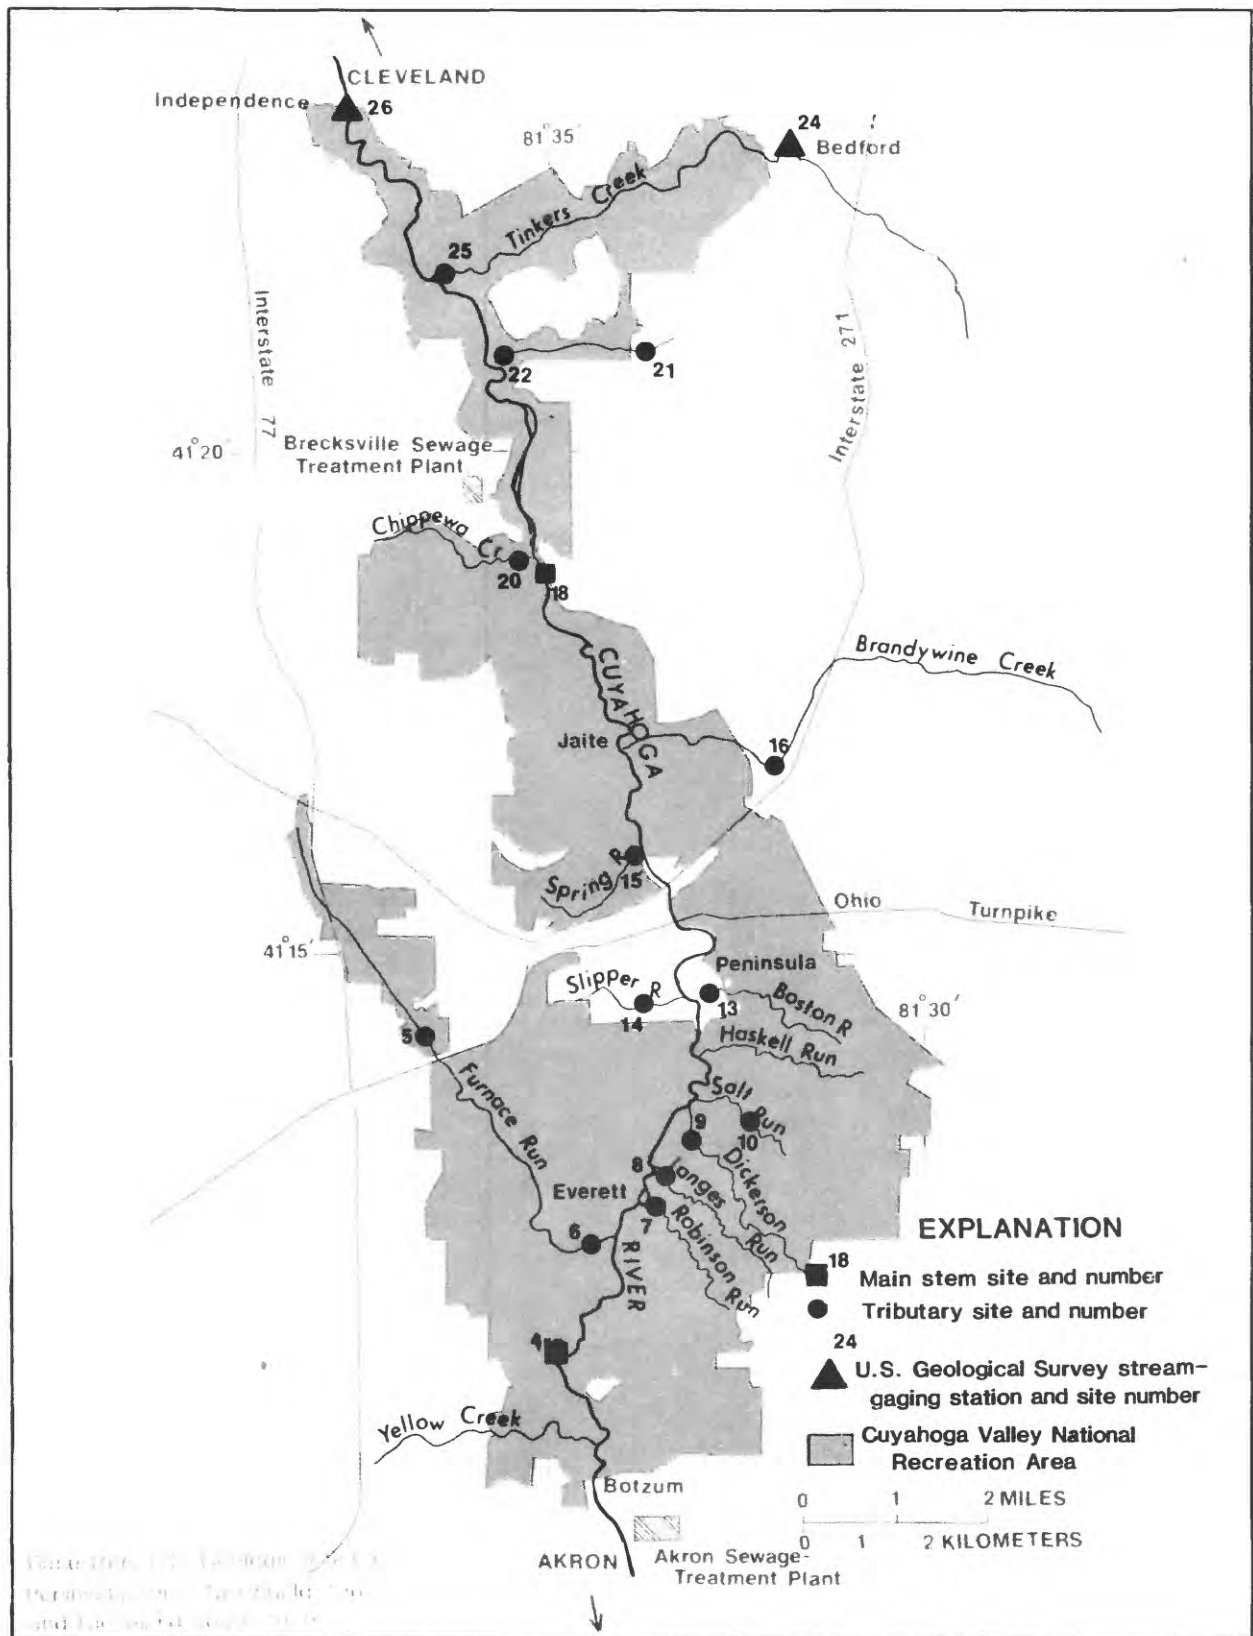 CLEVELAND
Independence
26
81°35'
24
Bedford
Tinkers Creek
25
Interstate 77
Interstate 271
22
21
41°20'
Brecksville Sewage
Treatment Plant
Chippewa Cr
20
18
Brandywine Creek
CUYAHOGA
Jaite
16
Spring R
15
Ohio Turnpike
41°15'
Peninsula
Slipper R
14
13
Boston R
81°30'
5
Haskell Run
Furnace Run
Salt Run
9
10
8
Langes Run
Dickerson
Everett
7
6
Robinson Run
RIVER
4
Yellow Creek
Botzum
AKRON
Akron Sewage-
Treatment Plant
EXPLANATION
18
Main stem site and number
Tributary site and number
24
U.S. Geological Survey stream-
gaging station and site number
Cuyahoga Valley National
Recreation Area
0 1 2 MILES
0 1 2 KILOMETERS